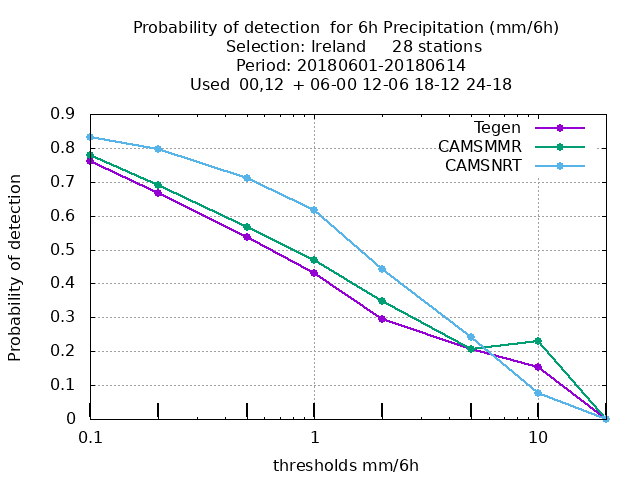 Probability of detection  for 6h Precipitation (mm/6h)
Selection: Ireland     28 stations
Period: 20180601-20180614
Used  00,12  + 06-00 12-06 18-12 24-18
Tegen
CAMSMMR
CAMSNRT
Probability of detection
0.9
0.8
0.7
0.6
0.5
0.4
0.3
0.2
0.1
0
0.1 1 10
thresholds mm/6h